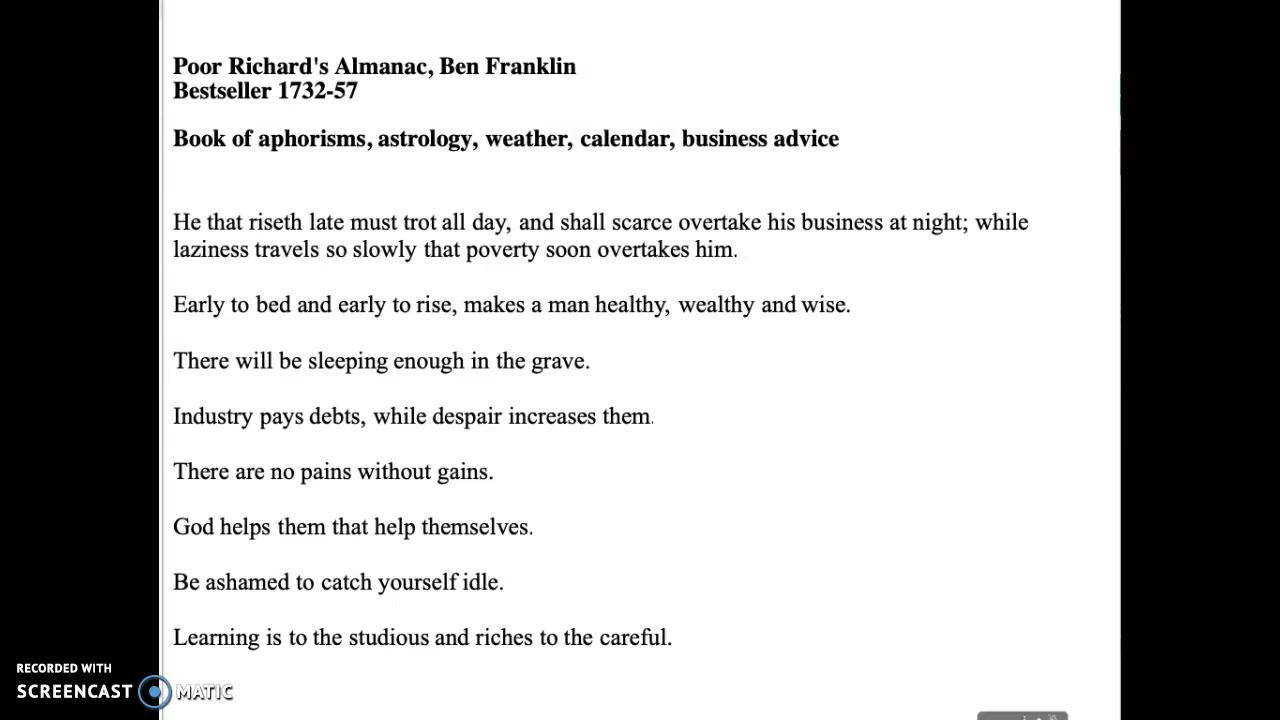 Poor Richard's Almanac, Ben Franklin
Bestseller 1732-57
Book of aphorisms, astrology, weather, calendar, business advice
He that riseth late must trot all day, and shall scarce overtake his business at night; while
laziness travels so slowly that poverty soon overtakes him.
Early to bed and early to rise, makes a man healthy, wealthy and wise.
There will be sleeping enough in the grave.
Industry pays debts, while despair increases them.
There are no pains without gains.
God helps them that help themselves.
Be ashamed to catch yourself idle.
Learning is to the studious and riches to the careful.
RECORDED WITH
SCREENCAST MATIC